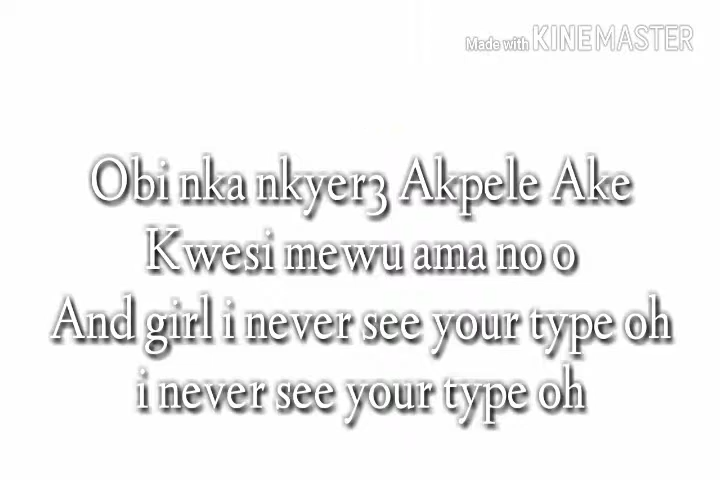 Made with KINEMASTER
Obi nka nkyer3 Akpele Ake
Kwesi mewu ama no o
And girl i never see your type oh
i never see your type oh